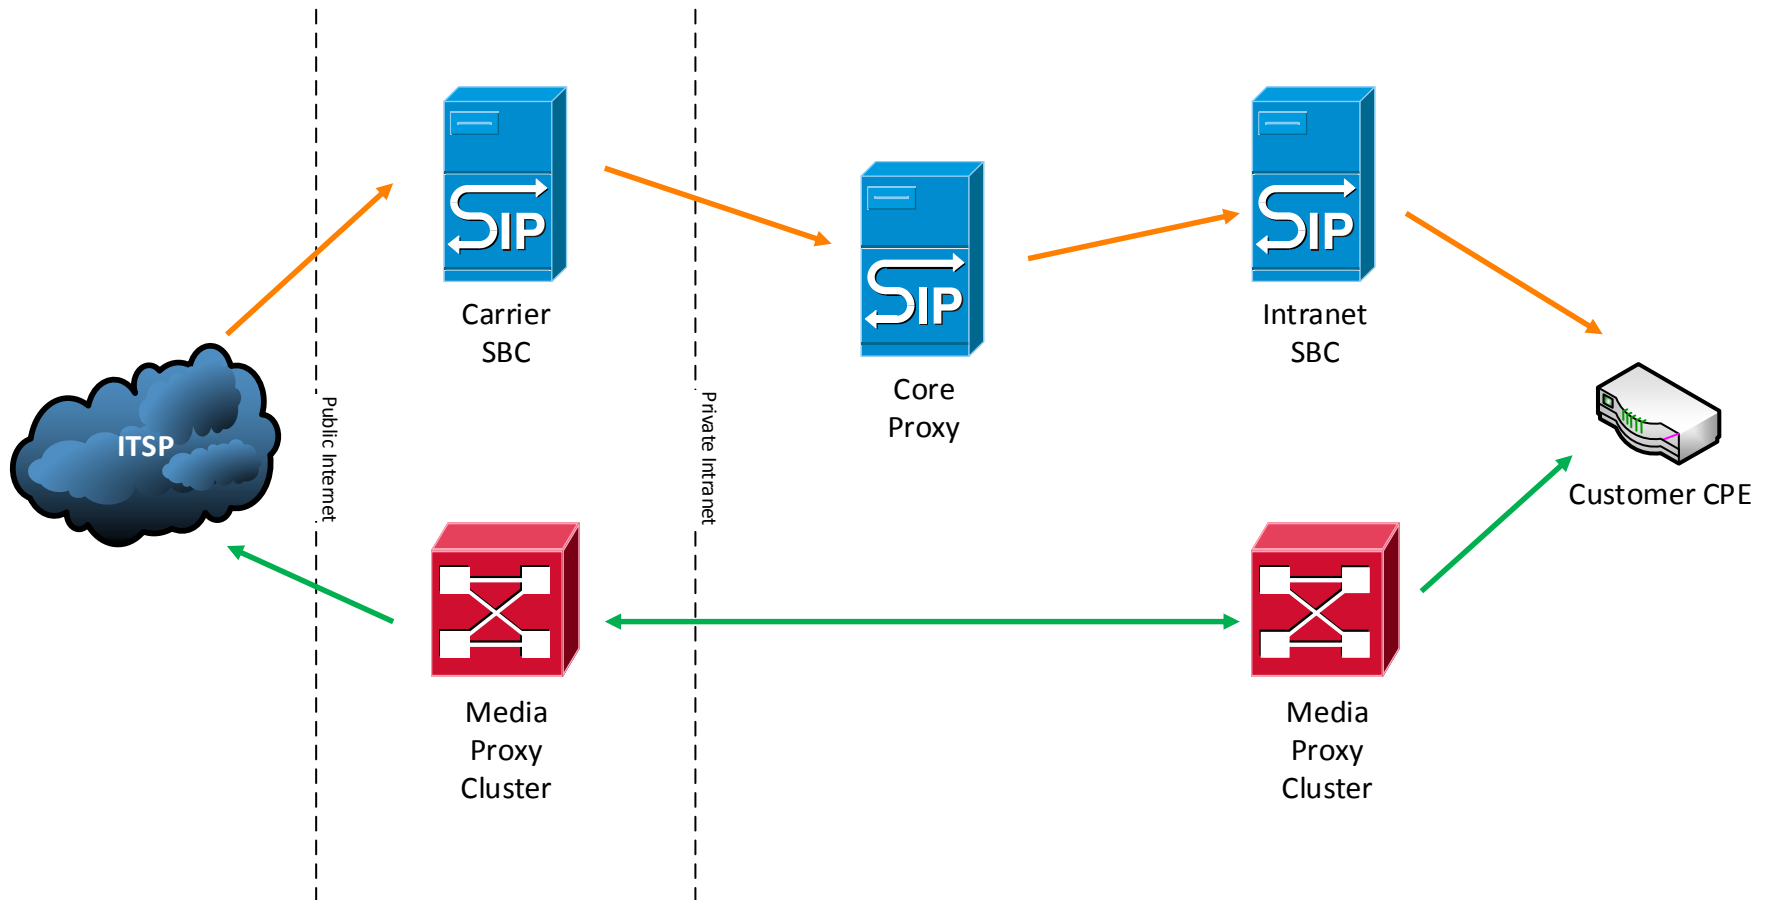 SIP
Carrier
SBC
SIP
Core
Proxy
SIP
Intranet
SBC
ITSP
Public Internet
Private Intranet
Customer CPE
Media
Proxy
Cluster
Media
Proxy
Cluster